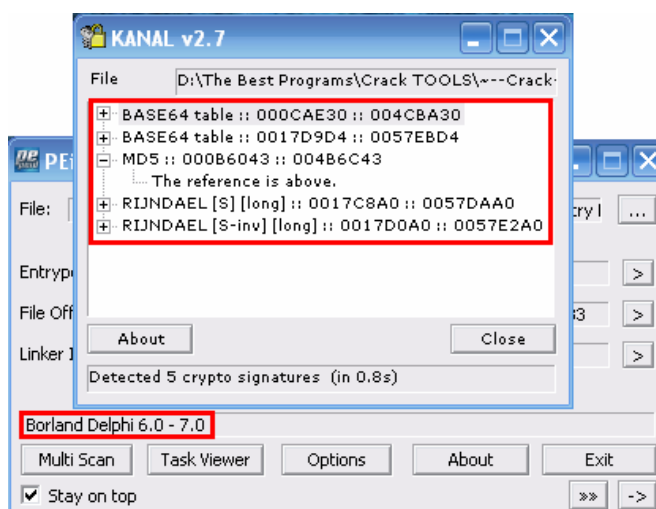 KANAL v2.7
File D:\The Best Programs\Crack TOOLS\~---Crack-
BASE64 table :: 000CAE30 :: 004CBA30
BASE64 table :: 0017D9D4 :: 0057EBD4
MD5 :: 000B6043 :: 004B6C43
The reference is above.
RIJNDAEL [S] [long] :: 0017C8A0 :: 0057DAA0
RIJNDAEL [S-inv] [long] :: 0017D0A0 :: 0057E2A0
About Close
Detected 5 crypto signatures (in 0.8s)
PEi
File: ...
Entryp >
File Off 33 >
Linker I >
Borland Delphi 6.0 - 7.0
Multi Scan Task Viewer Options About Exit
Stay on top »» ->